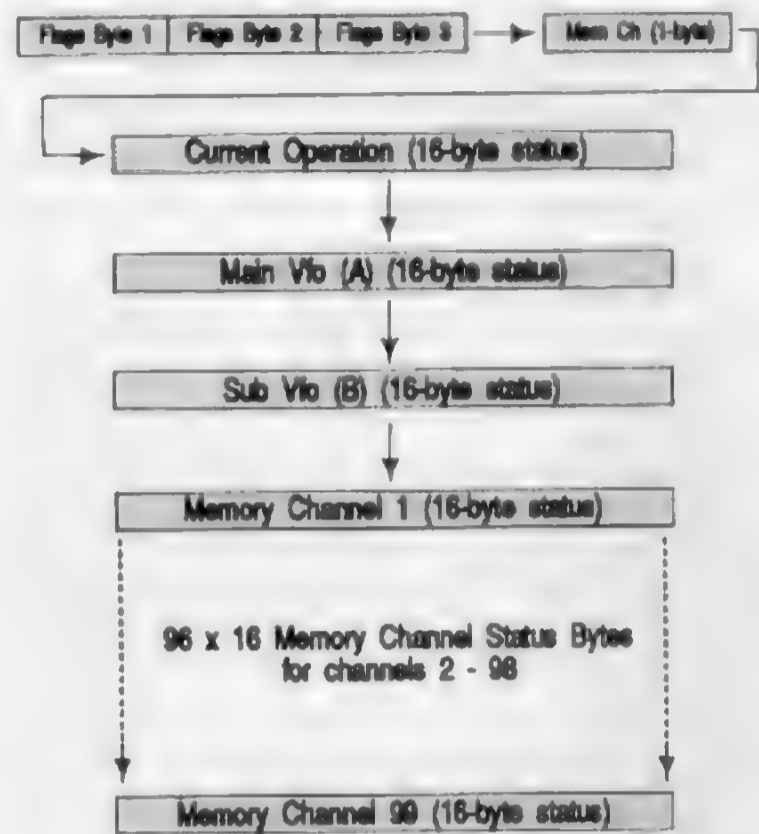 Flags Byte 1 Flags Byte 2 Flags Byte 3 Mem Ch (1-byte)
Current Operation (16-byte status)
Main Vfo (A) (16-byte status)
Sub Vfo (B) (16-byte status)
Memory Channel 1 (16-byte status)
96 x 16 Memory Channel Status Bytes
for channels 2 - 98
Memory Channel 99 (16-byte status)